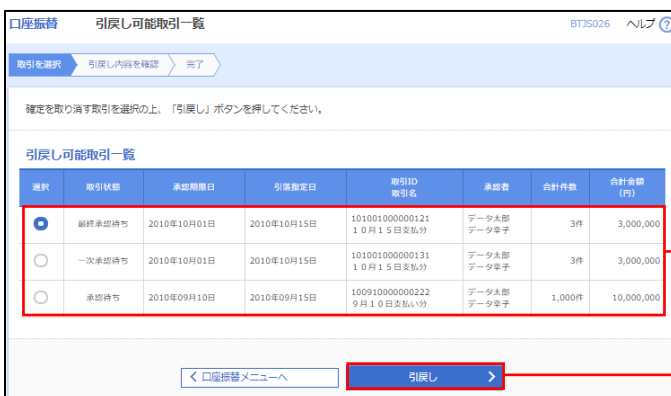 口座振替 引戻し可能取引一覧 BTJS026 ヘルプ ?
取引を選択 引戻し内容を確認 完了
確定を取り消す取引を選択の上、「引戻し」ボタンを押してください。
引戻し可能取引一覧
選択 取引状態 承認期限日 引落指定日 取引ID 承認者 合計件数 合計金額
取引名 (円)
最終承認待ち 2010年10月01日 2010年10月15日 101001000000121 データ太郎 3件 3,000,000
10月15日支払分 データ幸子
一次承認待ち 2010年10月01日 2010年10月15日 101001000000131 データ太郎 3件 3,000,000
10月15日支払分 データ幸子
承認待ち 2010年09月10日 2010年09月15日 100910000000222 データ太郎 1,000件 10,000,000
9月10日支払い分 データ幸子
口座振替メニューへ 引戻し